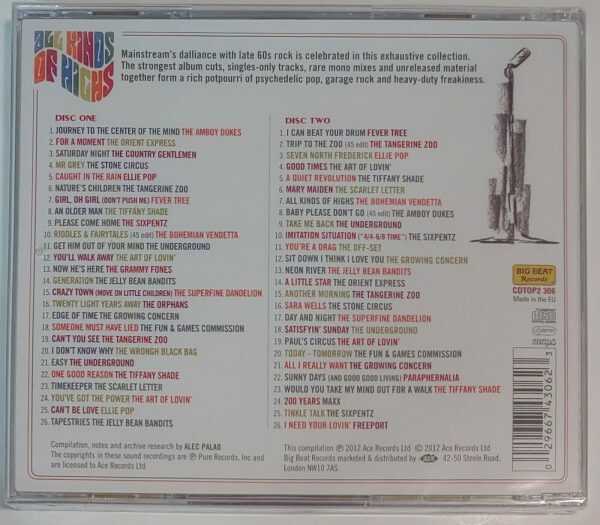 ALL KINDS
OF HIGHS
Mainstream's dalliance with late 60s rock is celebrated in this exhaustive collection.
The strongest album cuts, singles-only tracks, rare mono mixes and unreleased material
together form a rich potpourri of psychedelic pop, garage rock and heavy-duty freakiness.
DISC ONE
1. JOURNEY TO THE CENTER OF THE MIND THE AMBOY DUKES
2. FOR A MOMENT THE ORIENT EXPRESS
3. SATURDAY NIGHT THE COUNTRY GENTLEMEN
4. MR GREY THE STONE CIRCUS
5. CAUGHT IN THE RAIN ELLIE POP
6. NATURE'S CHILDREN THE TANGERINE ZOO
7. GIRL, OH GIRL (DON'T PUSH ME) FEVER TREE
8. AN OLDER MAN THE TIFFANY SHADE
9. PLEASE COME HOME THE SIXPENTZ
10. RIDDLES & FAIRYTALES (45 edit) THE BOHEMIAN VENDETTA
11. GET HIM OUT OF YOUR MIND THE UNDERGROUND
12. YOU'LL WALK AWAY THE ART OF LOVIN'
13. NOW HE'S HERE THE GRAMMY FONES
14. GENERATION THE JELLY BEAN BANDITS
15. CRAZY TOWN (MOVE ON LITTLE CHILDREN) THE SUPERFINE DANDELION
16. TWENTY LIGHT YEARS AWAY THE ORPHANS
17. EDGE OF TIME THE GROWING CONCERN
18. SOMEONE MUST HAVE LIED THE FUN & GAMES COMMISSION
19. CAN'T YOU SEE THE TANGERINE ZOO
20. I DON'T KNOW WHY THE WRONGH BLACK BAG
21. EASY THE UNDERGROUND
22. ONE GOOD REASON THE TIFFANY SHADE
23. TIMEKEEPER THE SCARLET LETTER
24. YOU'VE GOT THE POWER THE ART OF LOVIN'
25. CAN'T BE LOVE ELLIE POP
26. TAPESTRIES THE JELLY BEAN BANDITS
DISC TWO
1. I CAN BEAT YOUR DRUM FEVER TREE
2. TRIP TO THE ZOO (45 edit) THE TANGERINE ZOO
3. SEVEN NORTH FREDERICK ELLIE POP
4. GOOD TIMES THE ART OF LOVIN'
5. A QUIET REVOLUTION THE TIFFANY SHADE
6. MARY MAIDEN THE SCARLET LETTER
7. ALL KINDS OF HIGHS THE BOHEMIAN VENDETTA
8. BABY PLEASE DON'T GO (45 edit) THE AMBOY DUKES
9. TAKE ME BACK THE UNDERGROUND
10. IMITATION SITUATION ("4/4-6/8 TIME") THE SIXPENTZ
11. YOU'RE A DRAG THE OFF-SET
12. SIT DOWN I THINK I LOVE YOU THE GROWING CONCERN
13. NEON RIVER THE JELLY BEAN BANDITS
14. A LITTLE STAR THE ORIENT EXPRESS
15. ANOTHER MORNING THE TANGERINE ZOO
16. SARA WELLS THE STONE CIRCUS
17. DAY AND NIGHT THE SUPERFINE DANDELION
18. SATISFYIN' SUNDAY THE UNDERGROUND
19. PAUL'S CIRCUS THE ART OF LOVIN'
20. TODAY - TOMORROW THE FUN & GAMES COMMISSION
21. ALL I REALLY WANT THE GROWING CONCERN
22. SUNNY DAYS (AND GOOD GOOD LIVING) PARAPHERNALIA
23. WOULD YOU TAKE MY MIND OUT FOR A WALK THE TIFFANY SHADE
24. 200 YEARS MAXX
25. TINKLE TALK THE SIXPENTZ
26. I NEED YOUR LOVIN' FREEPORT
BIG BEAT
Records
CDTOP2 306
Made in the EU
0 29667 43062 3
Compilation, notes and archive research by ALEC PALAO
The copyrights in these sound recordings are ℗ Pure Records, Inc and
are licensed to Ace Records Ltd
This compilation ℗ 2012 Ace Records Ltd © 2012 Ace Records Ltd
Big Beat Records marketed & distributed by ACE 42-50 Steele Road,
London NW10 7AS